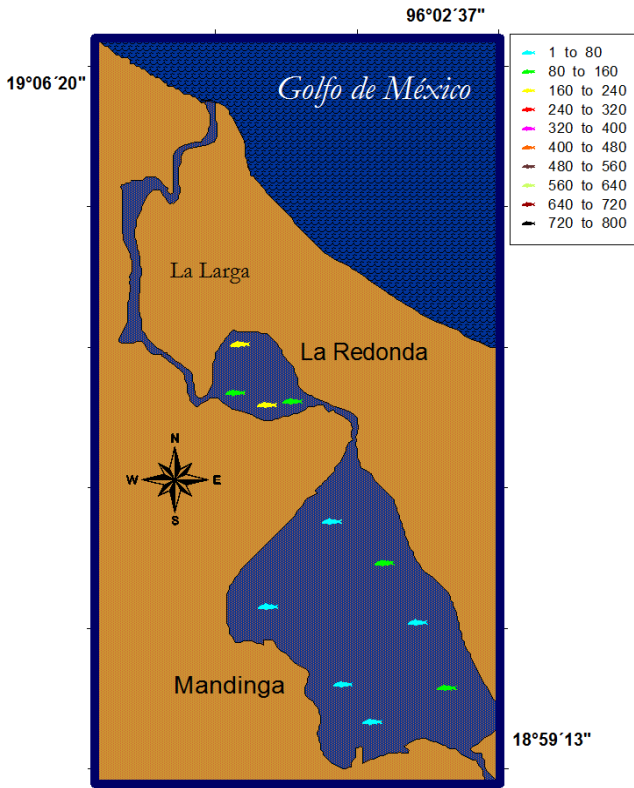 96°02´37"
19°06´20"
Golfo de México
1 to 80
80 to 160
160 to 240
240 to 320
320 to 400
400 to 480
480 to 560
560 to 640
640 to 720
720 to 800
La Larga
La Redonda
N
W E
S
Mandinga
18°59´13"